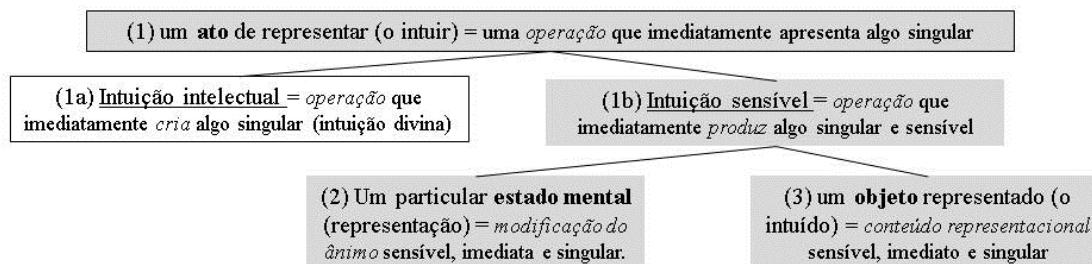 (1) um ato de representar (o intuir) = uma operação que imediatamente apresenta algo singular
(1a) Intuição intelectual = operação que
imediatamente cria algo singular (intuição divina)
(1b) Intuição sensível = operação que
imediatamente produz algo singular e sensível
(2) Um particular estado mental
(representação) = modificação do
ânimo sensível, imediata e singular.
(3) um objeto representado (o
intuído) = conteúdo representacional
sensível, imediato e singular